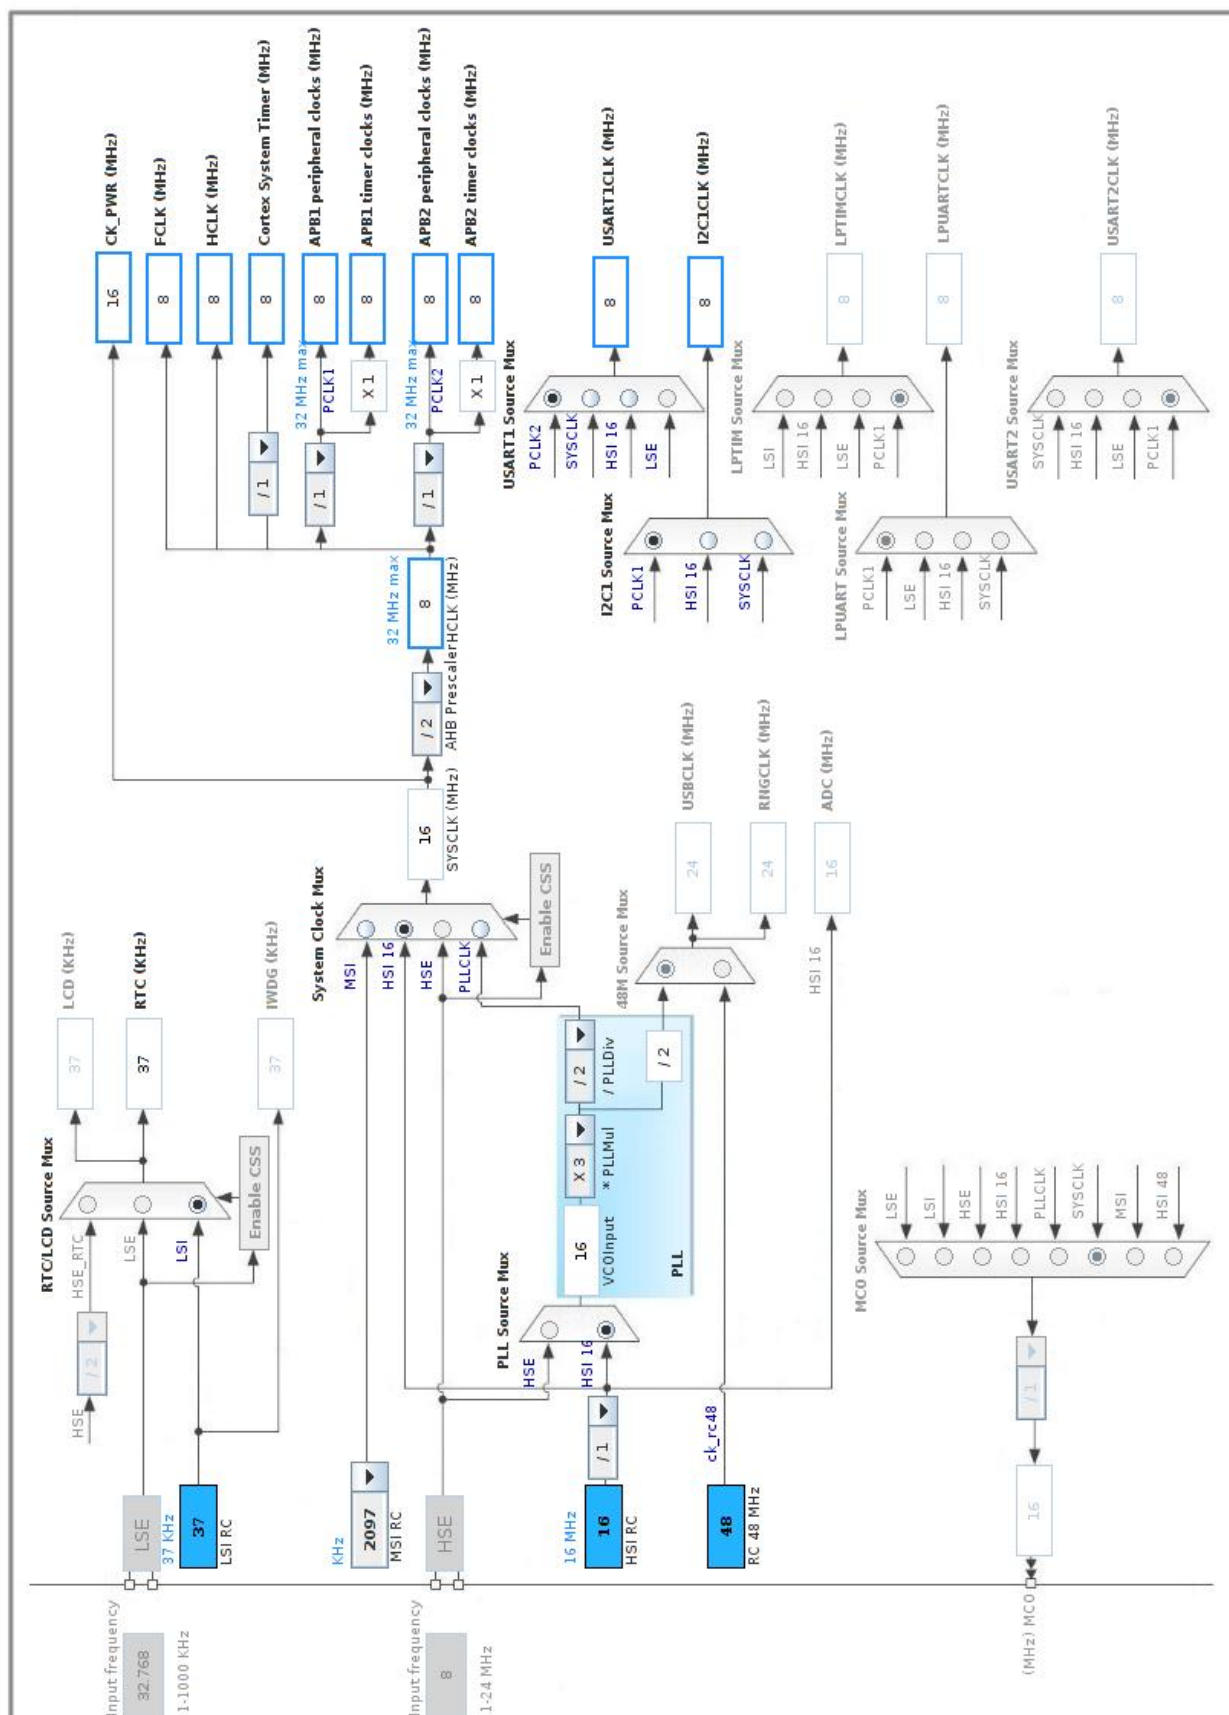 Input frequency
32.768
1-1000 KHz
LSE
37 KHz
37
LSI RC
HSE
/ 2
HSE_RTC
LSE
LSI
RTC/LCD Source Mux
Enable CSS
37
LCD (KHz)
37
RTC (KHz)
37
IWDG (KHz)
KHz
2097
MSI RC
Input frequency
8
1-24 MHz
HSE
16 MHz
16
HSI RC
/ 1
48
RC 48 MHz
ck_rc48
PLL Source Mux
HSE
HSI 16
16
VCOInput
X 3
* PLLMul
/ 2
/ PLLDiv
/ 2
PLL
System Clock Mux
MSI
HSI 16
HSE
PLLCLK
Enable CSS
48M Source Mux
24
USBCLK (MHz)
24
RNGCLK (MHz)
HSI 16
16
ADC (MHz)
16
SYSCLK (MHz)
/ 2
AHB Prescaler
32 MHz max
8
HCLK (MHz)
16
CK_PWR (MHz)
8
FCLK (MHz)
8
HCLK (MHz)
/ 1
8
Cortex System Timer (MHz)
/ 1
32 MHz max
PCLK1
8
APB1 peripheral clocks (MHz)
X 1
8
APB1 timer clocks (MHz)
/ 1
32 MHz max
PCLK2
8
APB2 peripheral clocks (MHz)
X 1
8
APB2 timer clocks (MHz)
USART1 Source Mux
PCLK2
SYSCLK
HSI 16
LSE
8
USART1CLK (MHz)
I2C1 Source Mux
PCLK1
HSI 16
SYSCLK
8
I2C1CLK (MHz)
LPTIM Source Mux
LSI
HSI 16
LSE
PCLK1
8
LPTIMCLK (MHz)
LPUART Source Mux
PCLK1
LSE
HSI 16
SYSCLK
8
LPUARTCLK (MHz)
USART2 Source Mux
SYSCLK
HSI 16
LSE
PCLK1
8
USART2CLK (MHz)
MCO Source Mux
LSE
LSI
HSE
HSI 16
PLLCLK
SYSCLK
MSI
HSI 48
/ 1
16
(MHz) MCO